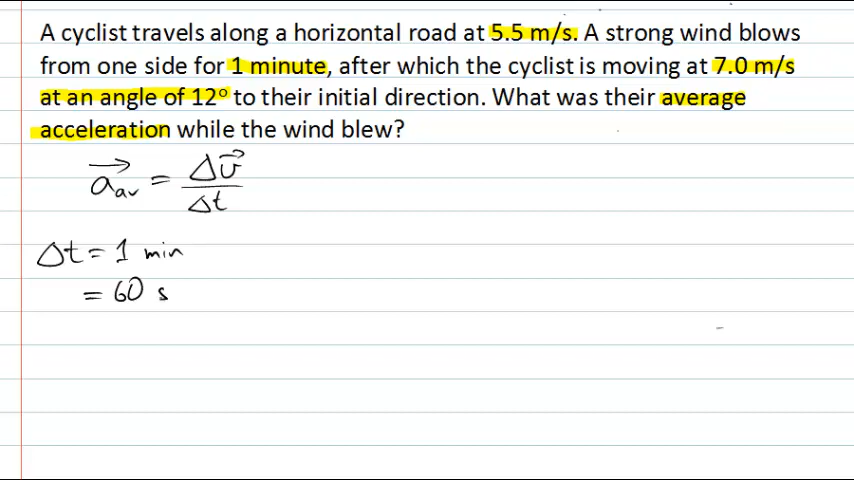 A cyclist travels along a horizontal road at 5.5 m/s. A strong wind blows
from one side for 1 minute, after which the cyclist is moving at 7.0 m/s
at an angle of 12° to their initial direction. What was their average
acceleration while the wind blew?
a⃗av = Δv⃗ / Δt
Δt = 1 min
= 60 s